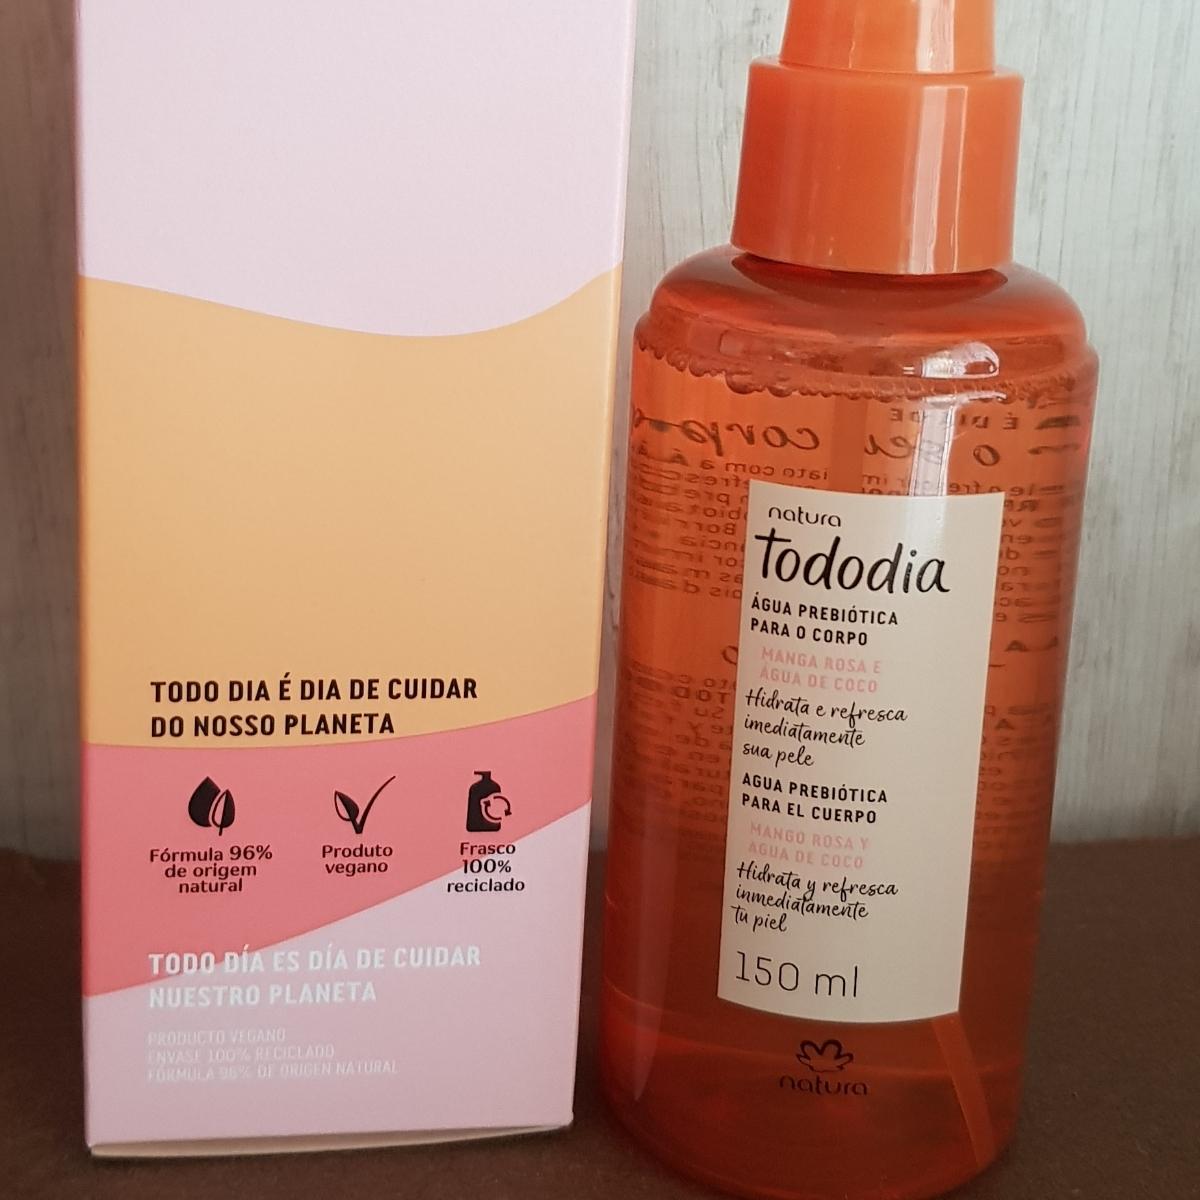 TODO DIA É DIA DE CUIDAR
DO NOSSO PLANETA
Fórmula 96%
de origem
natural
Produto
vegano
Frasco
100%
reciclado
TODO DÍA ES DÍA DE CUIDAR
NUESTRO PLANETA
PRODUCTO VEGANO
ENVASE 100% RECICLADO
FÓRMULA 96% DE ORIGEN NATURAL
natura
tododia
ÁGUA PREBIÓTICA
PARA O CORPO
MANGA ROSA E
ÁGUA DE COCO
Hidrata e refresca
imediatamente
sua pele
AGUA PREBIÓTICA
PARA EL CUERPO
MANGO ROSA Y
AGUA DE COCO
Hidrata y refresca
inmediatamente
tu piel
150 ml
natura